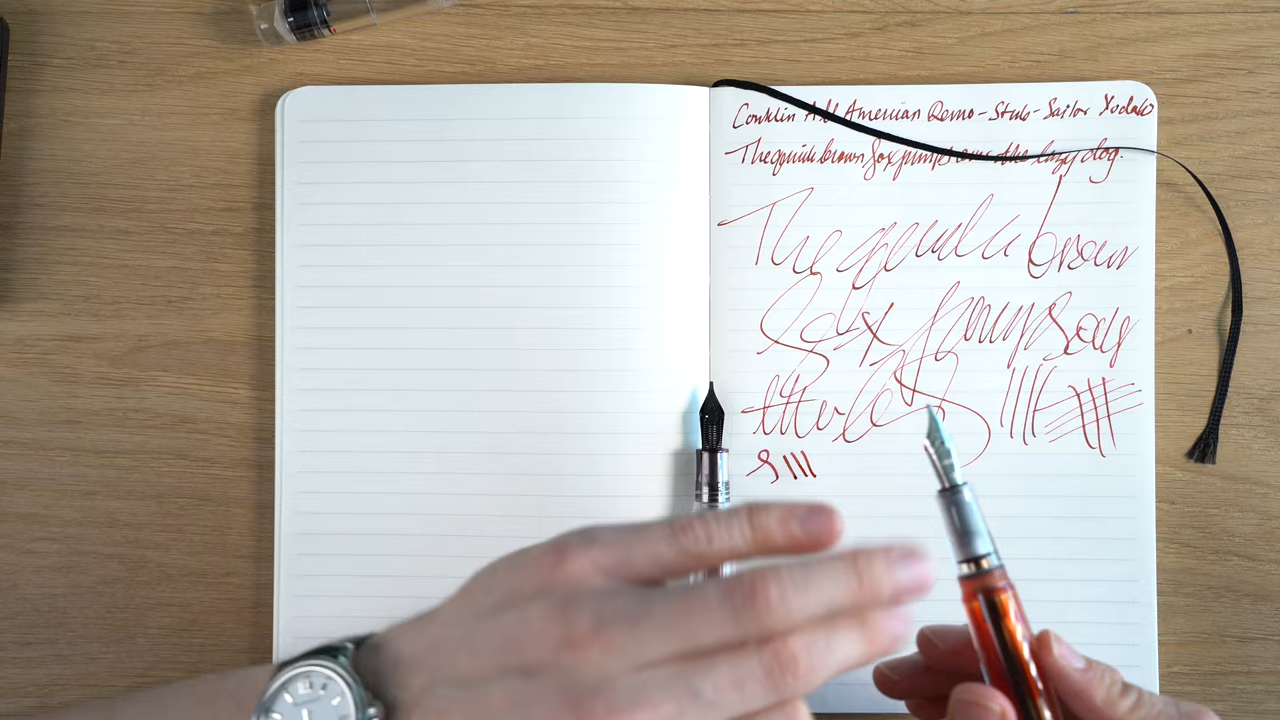 Conklin All American Demo - Stub - Sailor Yodaki
The quick brown fox jumps over the lazy dog.
The quick brown
fox jumps over
the lazy